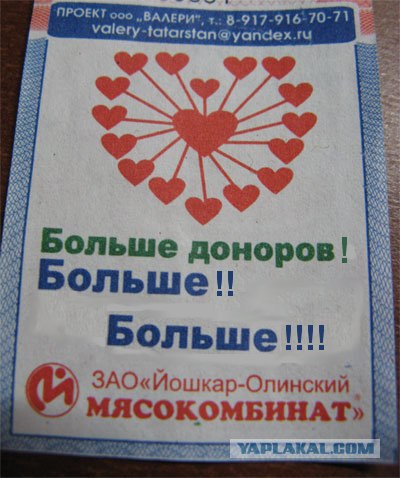 ПРОЕКТ ооо „ВАЛЕРИ", т.: 8-917-916-70-71
valery-tatarstan@yandex.ru
Больше доноров!
Больше!!
Больше!!!!
ЗАО«Йошкар-Олинский
МЯСОКОМБИНАТ»
YAPLAKAL.COM